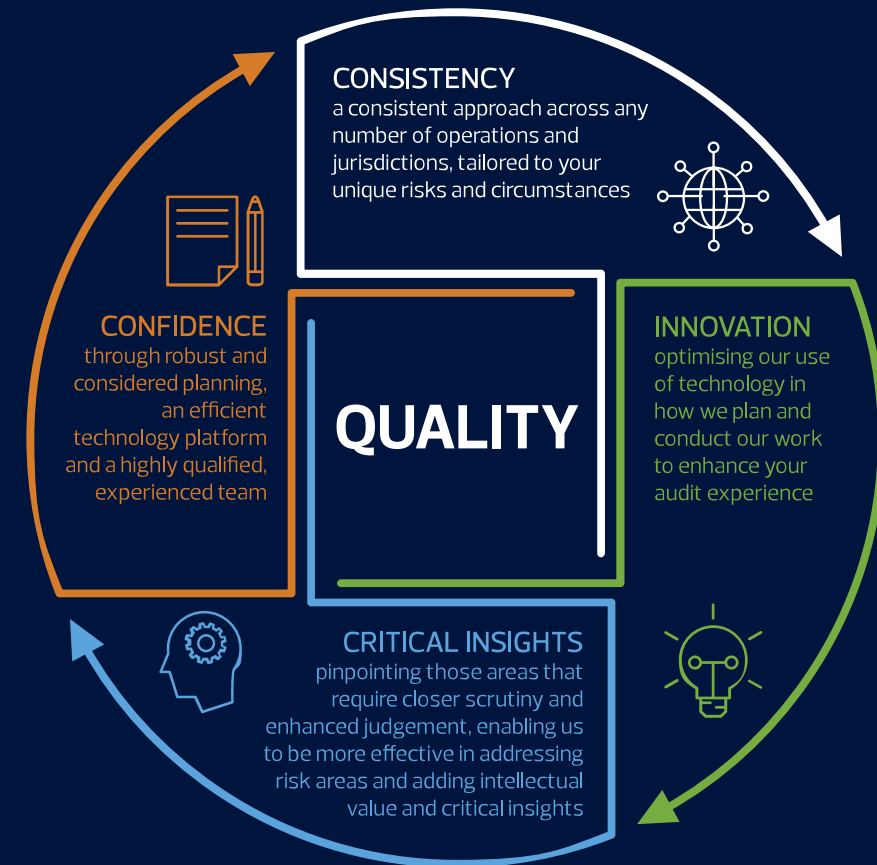 CONSISTENCY
a consistent approach across any
number of operations and
jurisdictions, tailored to your
unique risks and circumstances
CONFIDENCE
through robust and
considered planning,
an efficient
technology platform
and a highly qualified,
experienced team
QUALITY
INNOVATION
optimising our use
of technology in
how we plan and
conduct our work
to enhance your
audit experience
CRITICAL INSIGHTS
pinpointing those areas that
require closer scrutiny and
enhanced judgement, enabling us
to be more effective in addressing
risk areas and adding intellectual
value and critical insights